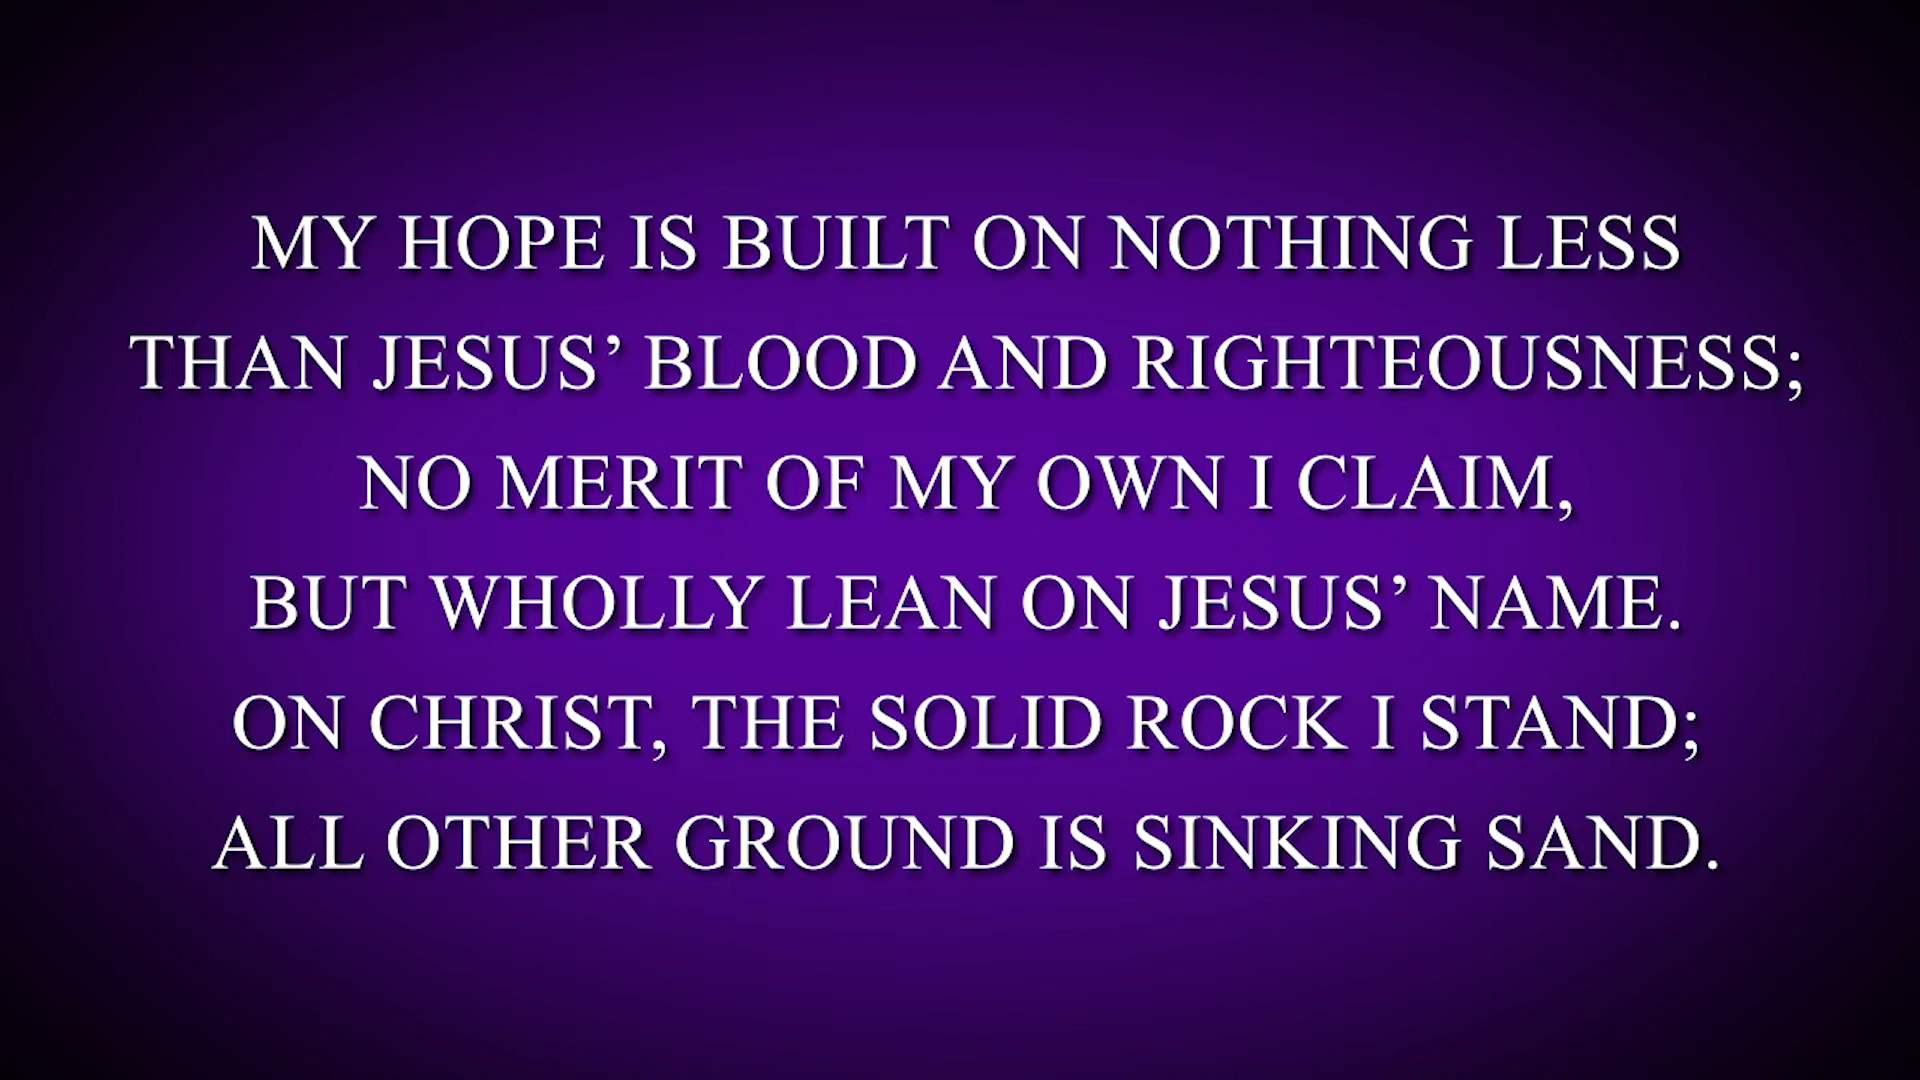 MY HOPE IS BUILT ON NOTHING LESS
THAN JESUS’ BLOOD AND RIGHTEOUSNESS;
NO MERIT OF MY OWN I CLAIM,
BUT WHOLLY LEAN ON JESUS’ NAME.
ON CHRIST, THE SOLID ROCK I STAND;
ALL OTHER GROUND IS SINKING SAND.